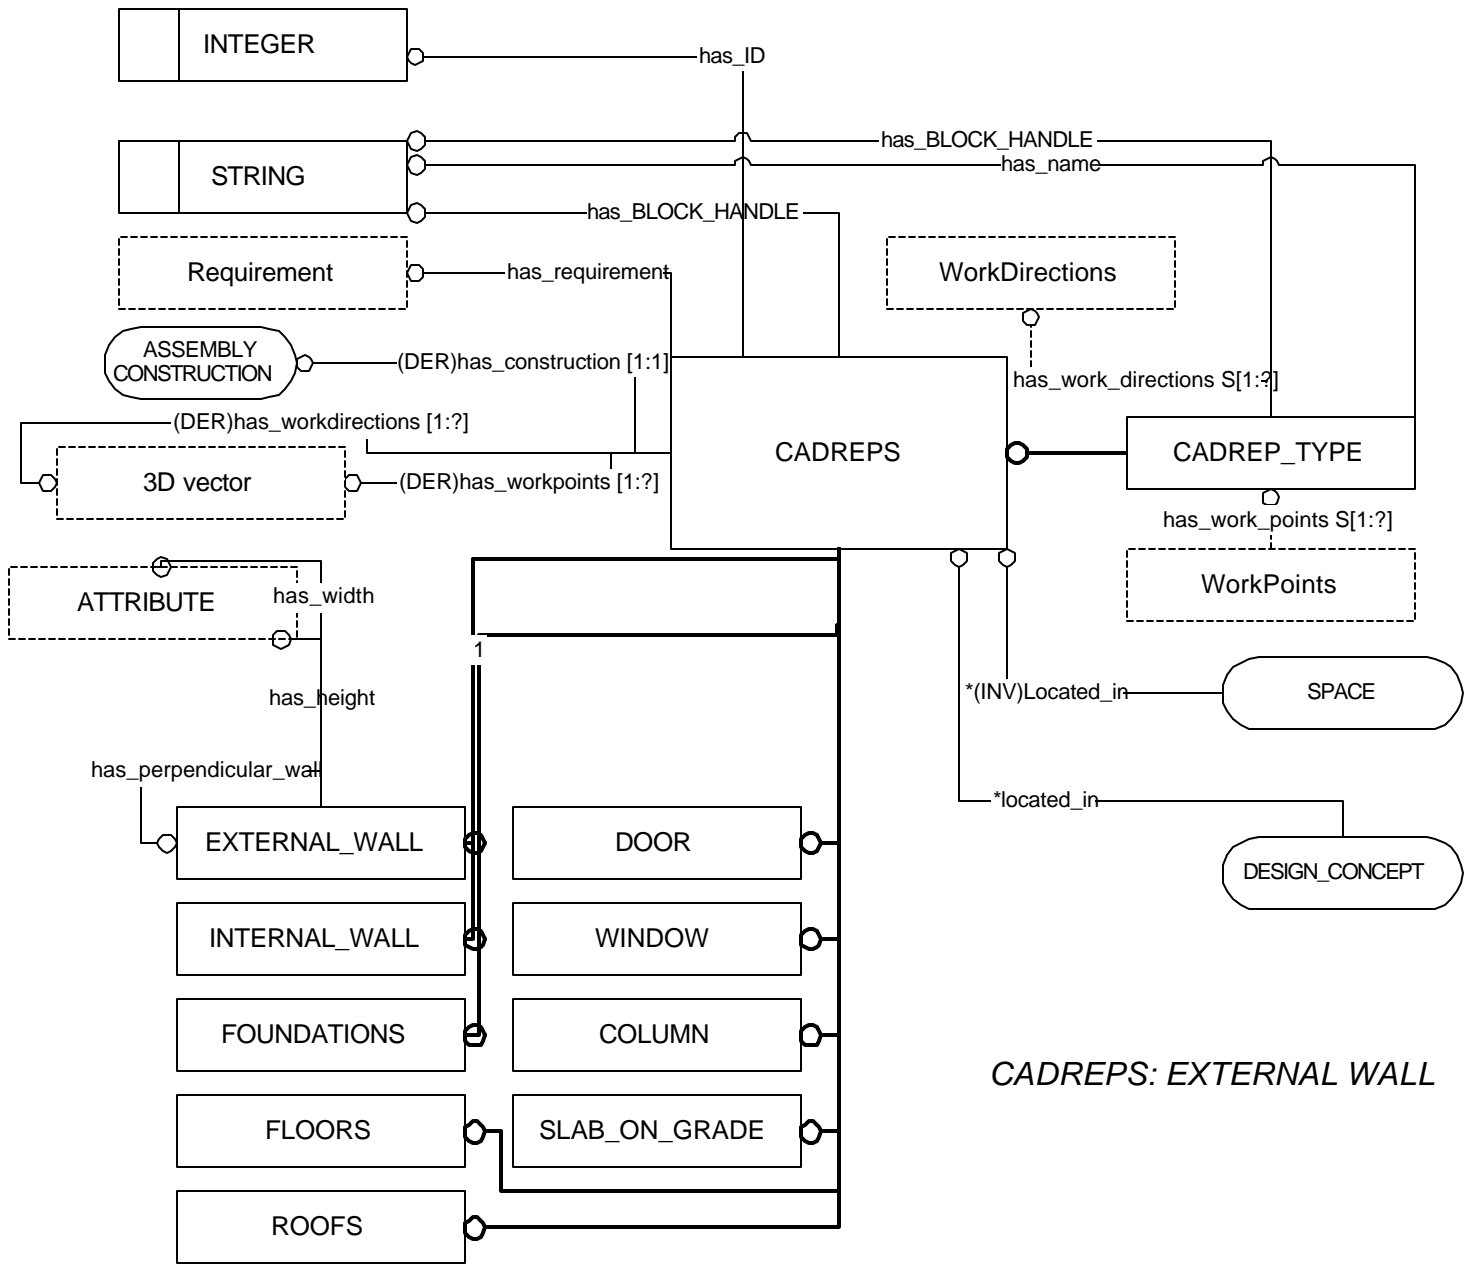 INTEGER
has_ID
has_BLOCK_HANDLE
has_name
STRING
has_BLOCK_HANDLE
Requirement
has_requirement
WorkDirections
ASSEMBLY
CONSTRUCTION
(DER)has_construction [1:1]
has_work_directions S[1:?]
(DER)has_workdirections [1:?]
CADREPS
CADREP_TYPE
3D vector
(DER)has_workpoints [1:?]
has_work_points S[1:?]
WorkPoints
ATTRIBUTE
has_width
1
*(INV)Located_in
SPACE
has_height
has_perpendicular_wall
*located_in
EXTERNAL_WALL
DOOR
DESIGN_CONCEPT
INTERNAL_WALL
WINDOW
FOUNDATIONS
COLUMN
CADREPS: EXTERNAL WALL
FLOORS
SLAB_ON_GRADE
ROOFS